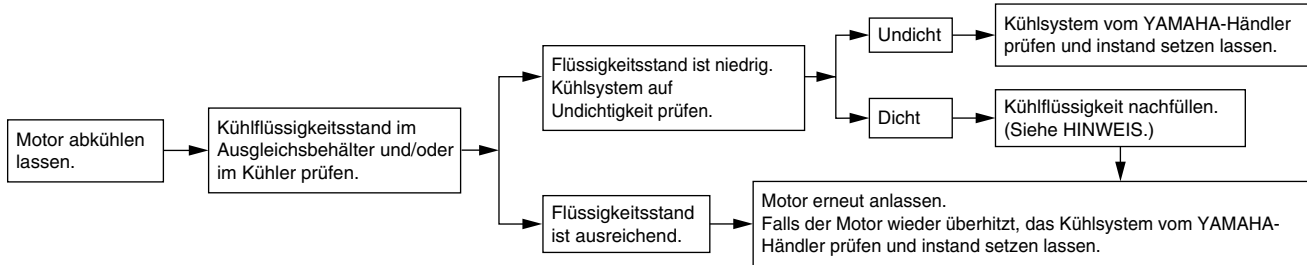 Motor abkühlen
lassen.
Kühlflüssigkeitsstand im
Ausgleichsbehälter und/oder
im Kühler prüfen.
Flüssigkeitsstand ist niedrig.
Kühlsystem auf
Undichtigkeit prüfen.
Undicht
Kühlsystem vom YAMAHA-Händler
prüfen und instand setzen lassen.
Dicht
Kühlflüssigkeit nachfüllen.
(Siehe HINWEIS.)
Flüssigkeitsstand
ist ausreichend.
Motor erneut anlassen.
Falls der Motor wieder überhitzt, das Kühlsystem vom YAMAHA-
Händler prüfen und instand setzen lassen.